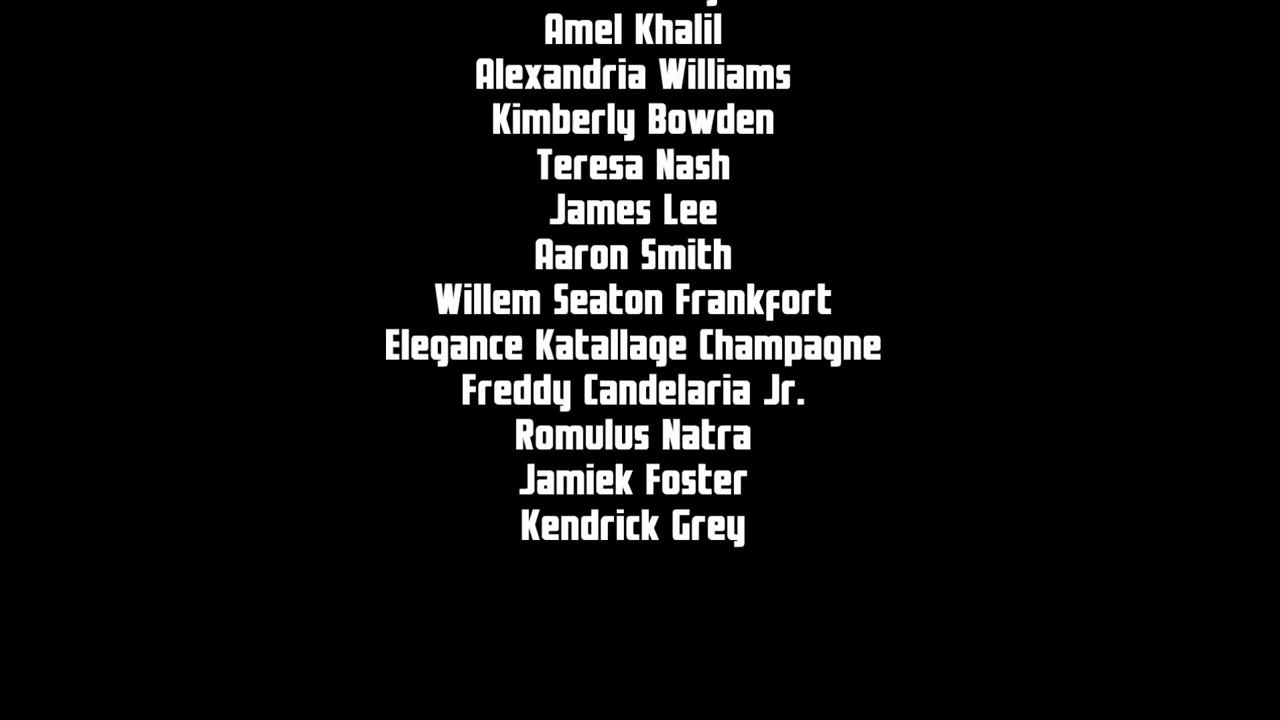 Amel Khalil
Alexandria Williams
Kimberly Bowden
Teresa Nash
James Lee
Aaron Smith
Willem Seaton Frankfort
Elegance Katallage Champagne
Freddy Candelaria Jr.
Romulus Natra
Jamiek Foster
Kendrick Grey